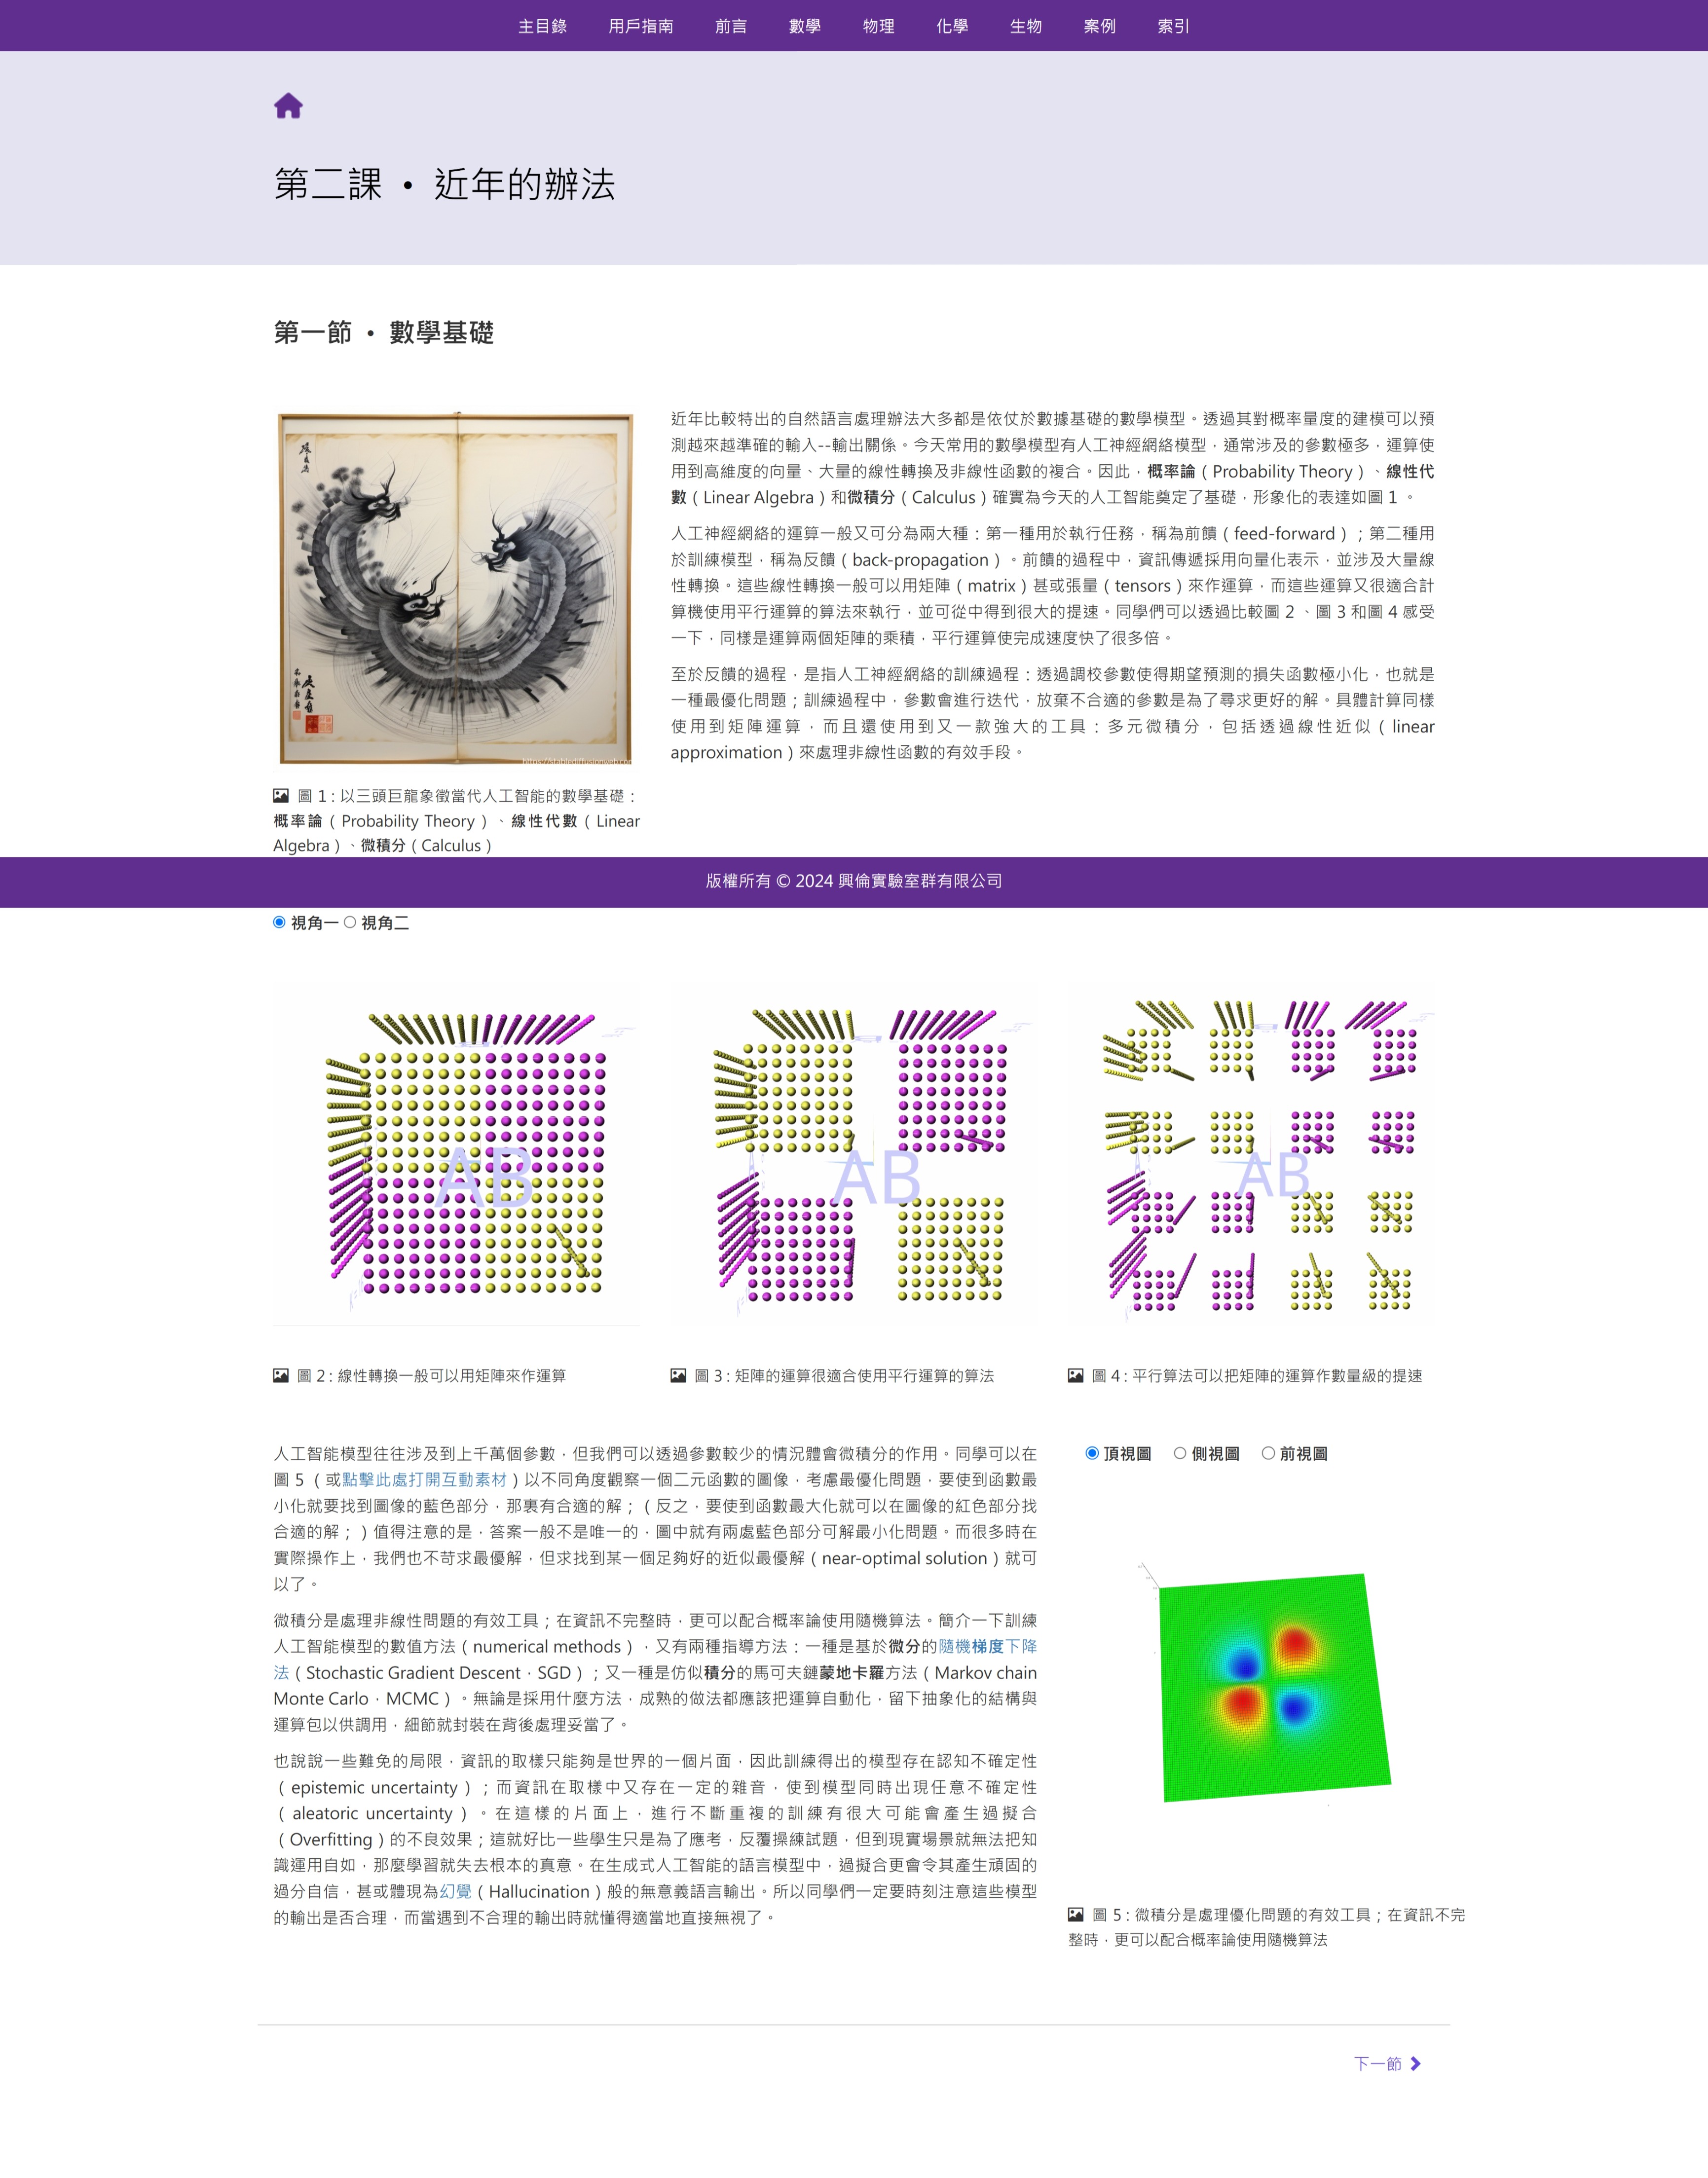 主目錄 用戶指南 前言 數學 物理 化學 生物 案例 索引
第二課 • 近年的辦法
第一節 • 數學基礎
近年比較特出的自然語言處理辦法大多都是依仗於數據基礎的數學模型。透過其對概率量度的建模可以預
測越來越準確的輸入--輸出關係。今天常用的數學模型有人工神經網絡模型，通常涉及的參數極多，運算使
用到高維度的向量、大量的線性轉換及非線性函數的複合。因此，概率論（Probability Theory）、線性代
數（Linear Algebra）和微積分（Calculus）確實為今天的人工智能奠定了基礎，形象化的表達如圖 1 。
人工神經網絡的運算一般又可分為兩大種：第一種用於執行任務，稱為前饋（feed-forward）；第二種用
於訓練模型，稱為反饋（back-propagation）。前饋的過程中，資訊傳遞採用向量化表示，並涉及大量線
性轉換。這些線性轉換一般可以用矩陣（matrix）甚或張量（tensors）來作運算，而這些運算又很適合計
算機使用平行運算的算法來執行，並可從中得到很大的提速。同學們可以透過比較圖 2 、圖 3 和圖 4 感受
一下，同樣是運算兩個矩陣的乘積，平行運算使完成速度快了很多倍。
至於反饋的過程，是指人工神經網絡的訓練過程：透過調校參數使得期望預測的損失函數極小化，也就是
一種最優化問題；訓練過程中，參數會進行迭代，放棄不合適的參數是為了尋求更好的解。具體計算同樣
使用到矩陣運算，而且還使用到又一款強大的工具：多元微積分，包括透過線性近似（linear
approximation）來處理非線性函數的有效手段。
https://stablediffusionweb.com
圖 1 : 以三頭巨龍象徵當代人工智能的數學基礎：
概率論（Probability Theory）、線性代數（Linear
Algebra）、微積分（Calculus）
版權所有 © 2024 興倫實驗室群有限公司
視角一 視角二
AB
AB
AB
圖 2 : 線性轉換一般可以用矩陣來作運算
圖 3 : 矩陣的運算很適合使用平行運算的算法
圖 4 : 平行算法可以把矩陣的運算作數量級的提速
人工智能模型往往涉及到上千萬個參數，但我們可以透過參數較少的情況體會微積分的作用。同學可以在
圖 5 （或點擊此處打開互動素材）以不同角度觀察一個二元函數的圖像，考慮最優化問題，要使到函數最
小化就要找到圖像的藍色部分，那裏有合適的解；（反之，要使到函數最大化就可以在圖像的紅色部分找
合適的解；）值得注意的是，答案一般不是唯一的，圖中就有兩處藍色部分可解最小化問題。而很多時在
實際操作上，我們也不苛求最優解，但求找到某一個足夠好的近似最優解（near-optimal solution）就可
以了。
微積分是處理非線性問題的有效工具；在資訊不完整時，更可以配合概率論使用隨機算法。簡介一下訓練
人工智能模型的數值方法（numerical methods），又有兩種指導方法：一種是基於微分的隨機梯度下降
法（Stochastic Gradient Descent，SGD）；又一種是仿似積分的馬可夫鏈蒙地卡羅方法（Markov chain
Monte Carlo，MCMC）。無論是採用什麼方法，成熟的做法都應該把運算自動化，留下抽象化的結構與
運算包以供調用，細節就封裝在背後處理妥當了。
也說說一些難免的局限，資訊的取樣只能夠是世界的一個片面，因此訓練得出的模型存在認知不確定性
（epistemic uncertainty）；而資訊在取樣中又存在一定的雜音，使到模型同時出現任意不確定性
（aleatoric uncertainty）。在這樣的片面上，進行不斷重複的訓練有很大可能會產生過擬合
（Overfitting）的不良效果；這就好比一些學生只是為了應考，反覆操練試題，但到現實場景就無法把知
識運用自如，那麼學習就失去根本的真意。在生成式人工智能的語言模型中，過擬合更會令其產生頑固的
過分自信，甚或體現為幻覺（Hallucination）般的無意義語言輸出。所以同學們一定要時刻注意這些模型
的輸出是否合理，而當遇到不合理的輸出時就懂得適當地直接無視了。
頂視圖 側視圖 前視圖
圖 5 : 微積分是處理優化問題的有效工具；在資訊不完
整時，更可以配合概率論使用隨機算法
下一節